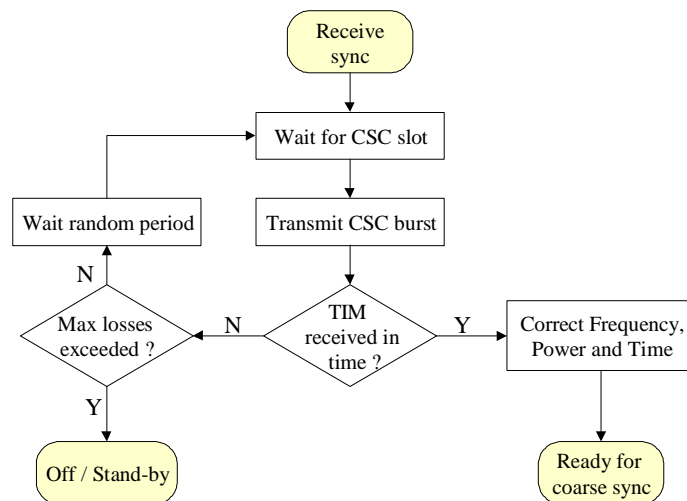 Receive
sync
Wait for CSC slot
Wait random period
Transmit CSC burst
N
Max losses
exceeded ?
N
TIM
received in
time ?
Y
Correct Frequency,
Power and Time
Y
Off / Stand-by
Ready for
coarse sync